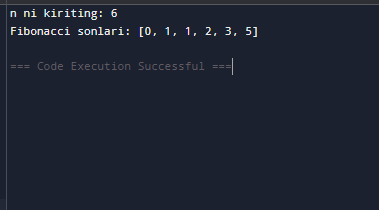 n ni kiriting: 6
Fibonacci sonlari: [0, 1, 1, 2, 3, 5]
=== Code Execution Successful ===